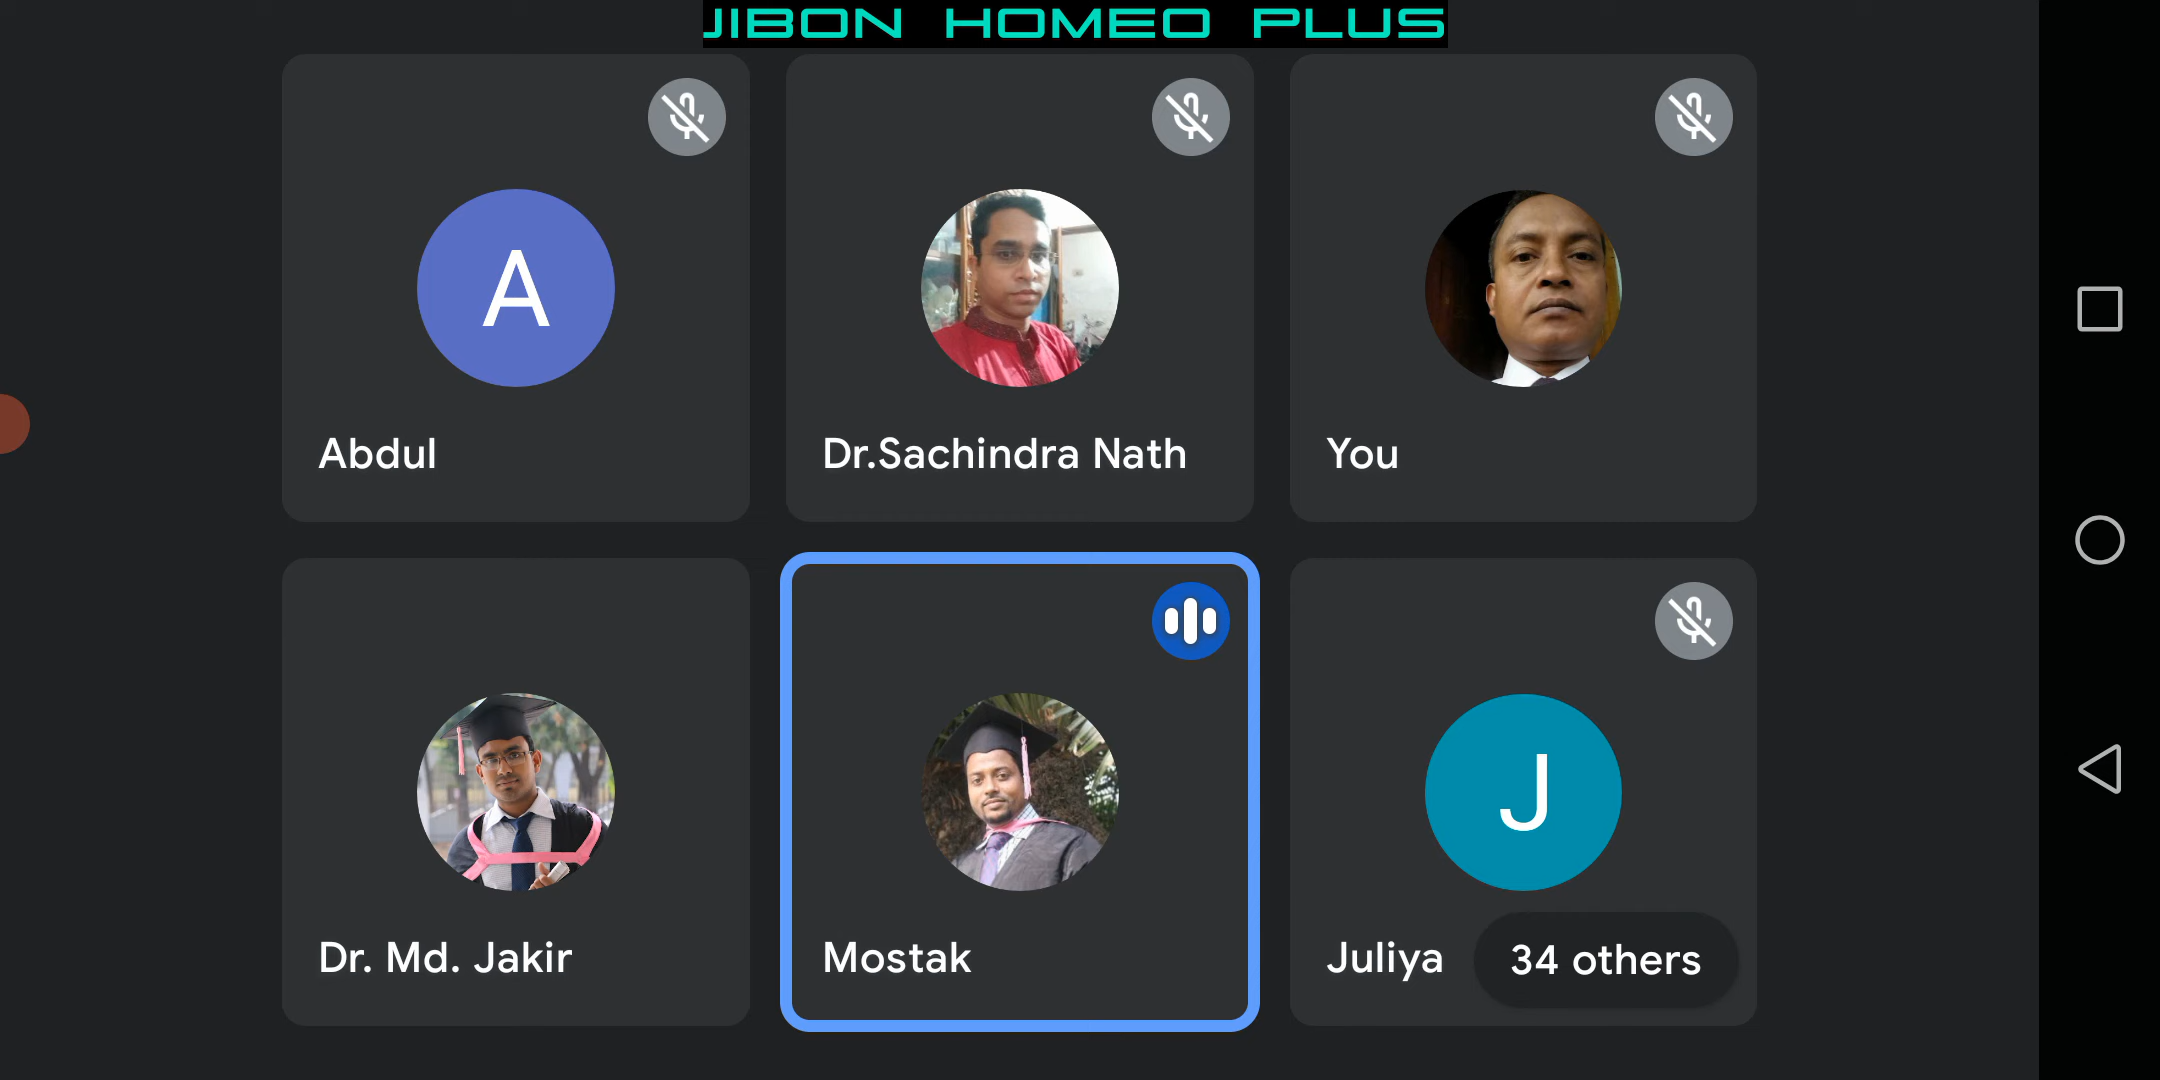 JIBON HOMEO PLUS
A
Abdul
Dr.Sachindra Nath
You
Dr. Md. Jakir
Mostak
J
Juliya
34 others